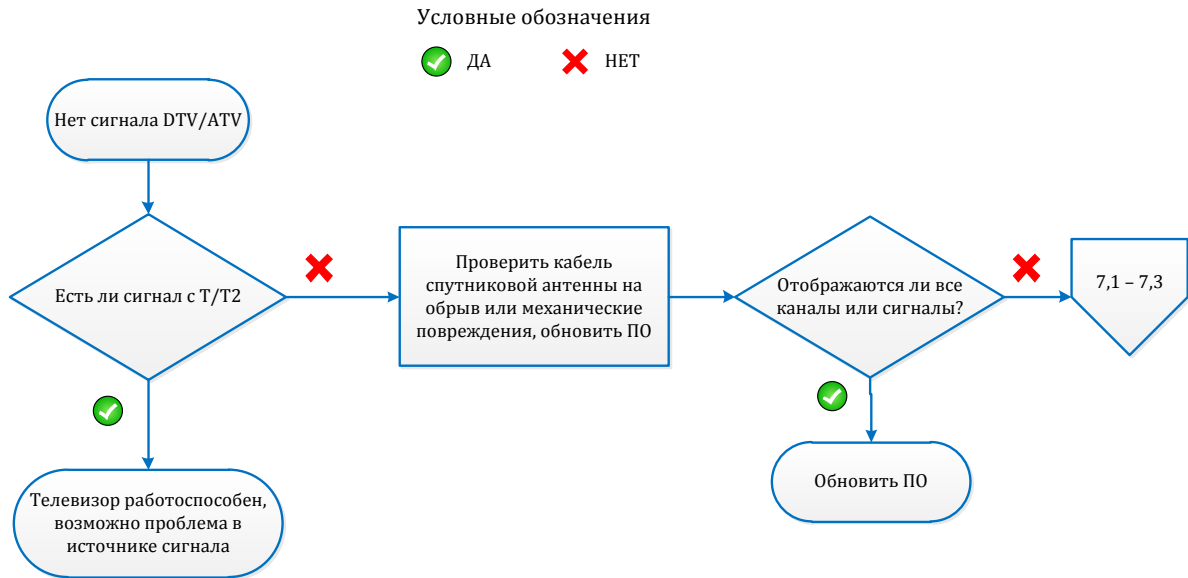 Условные обозначения
ДА
НЕТ
Нет сигнала DTV/ATV
Есть ли сигнал с Т/Т2
Проверить кабель
спутниковой антенны на
обрыв или механические
повреждения, обновить ПО
Отображаются ли все
каналы или сигналы?
7,1 – 7,3
Телевизор работоспособен,
возможно проблема в
источнике сигнала
Обновить ПО